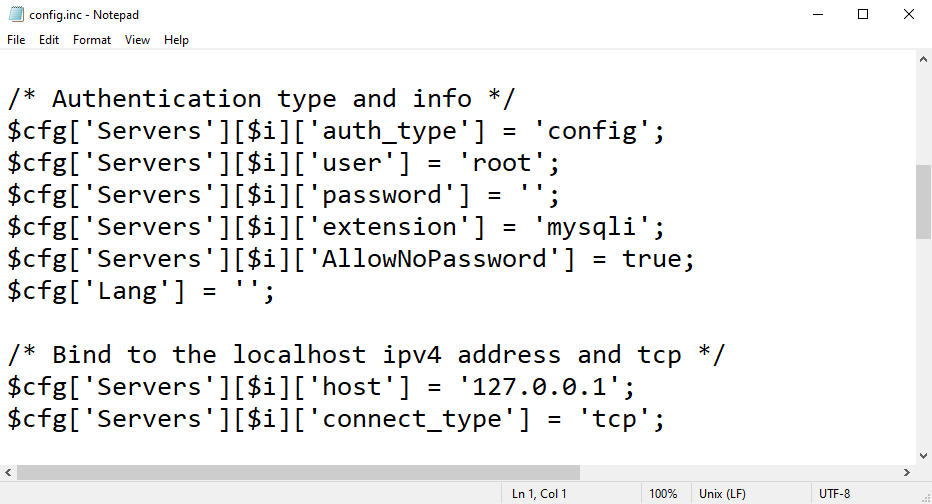 config.inc - Notepad
File Edit Format View Help
/* Authentication type and info */
$cfg['Servers'][$i]['auth_type'] = 'config';
$cfg['Servers'][$i]['user'] = 'root';
$cfg['Servers'][$i]['password'] = '';
$cfg['Servers'][$i]['extension'] = 'mysqli';
$cfg['Servers'][$i]['AllowNoPassword'] = true;
$cfg['Lang'] = '';
/* Bind to the localhost ipv4 address and tcp */
$cfg['Servers'][$i]['host'] = '127.0.0.1';
$cfg['Servers'][$i]['connect_type'] = 'tcp';
Ln 1, Col 1 100% Unix (LF) UTF-8